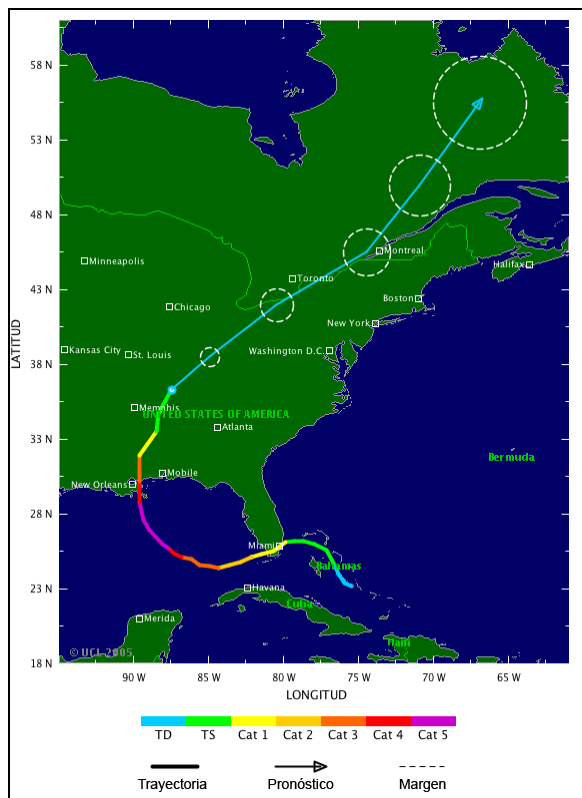 58 N
53 N
48 N
43 N
38 N
33 N
28 N
23 N
18 N
LATITUD
Minneapolis
Montreal
Halifax
Toronto
Boston
Chicago
New York
Kansas City
St. Louis
Washington D.C.
Memphis
UNITED STATES OF AMERICA
Atlanta
Bermuda
New Orleans
Mobile
Miami
Bahamas
Havana
Cuba
Merida
Haiti
© UCL 2005
85 W
80 W
75 W
70 W
65 W
LONGITUD
TD
TS
Cat 1
Cat 2
Cat 3
Cat 4
Cat 5
Trayectoria
Pronóstico
Margen